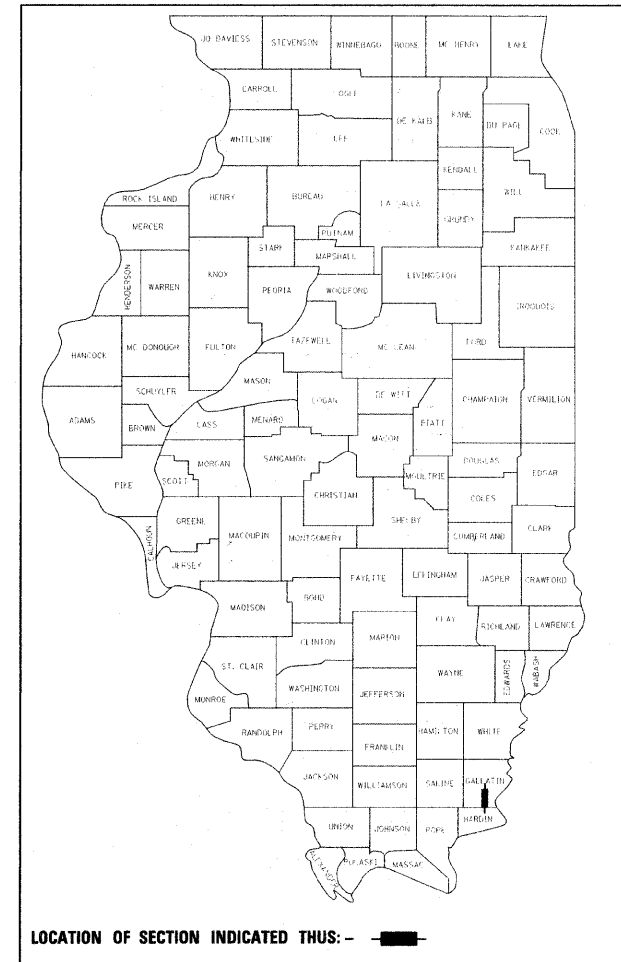 JO DAVIESS STEPHENSON WINNEBAGO BOONE MC HENRY LAKE
CARROLL OGLE
DE KALB KANE DU PAGE COOK
WHITESIDE LEE
KENDALL WILL
ROCK ISLAND HENRY BUREAU LA SALLE GRUNDY
MERCER PUTNAM KANKAKEE
STARK MARSHALL
HENDERSON WARREN KNOX PEORIA WOODFORD LIVINGSTON
IROQUOIS
HANCOCK MC DONOUGH FULTON TAZEWELL MC LEAN FORD
MASON
SCHUYLER LOGAN DE WITT CHAMPAIGN VERMILION
ADAMS BROWN CASS MENARD PIATT
MACON
MORGAN SANGAMON DOUGLAS
PIKE SCOTT MOULTRIE EDGAR
CHRISTIAN COLES
GREENE SHELBY
CALHOUN MACOUPIN MONTGOMERY CUMBERLAND CLARK
JERSEY
FAYETTE EFFINGHAM JASPER CRAWFORD
MADISON BOND
CLAY RICHLAND LAWRENCE
CLINTON MARION
ST. CLAIR WAYNE EDWARDS WABASH
WASHINGTON JEFFERSON
MONROE
RANDOLPH PERRY HAMILTON WHITE
FRANKLIN
JACKSON WILLIAMSON SALINE GALLATIN
HARDIN
UNION JOHNSON POPE
ALEXANDER PULASKI MASSAC
LOCATION OF SECTION INDICATED THUS: -